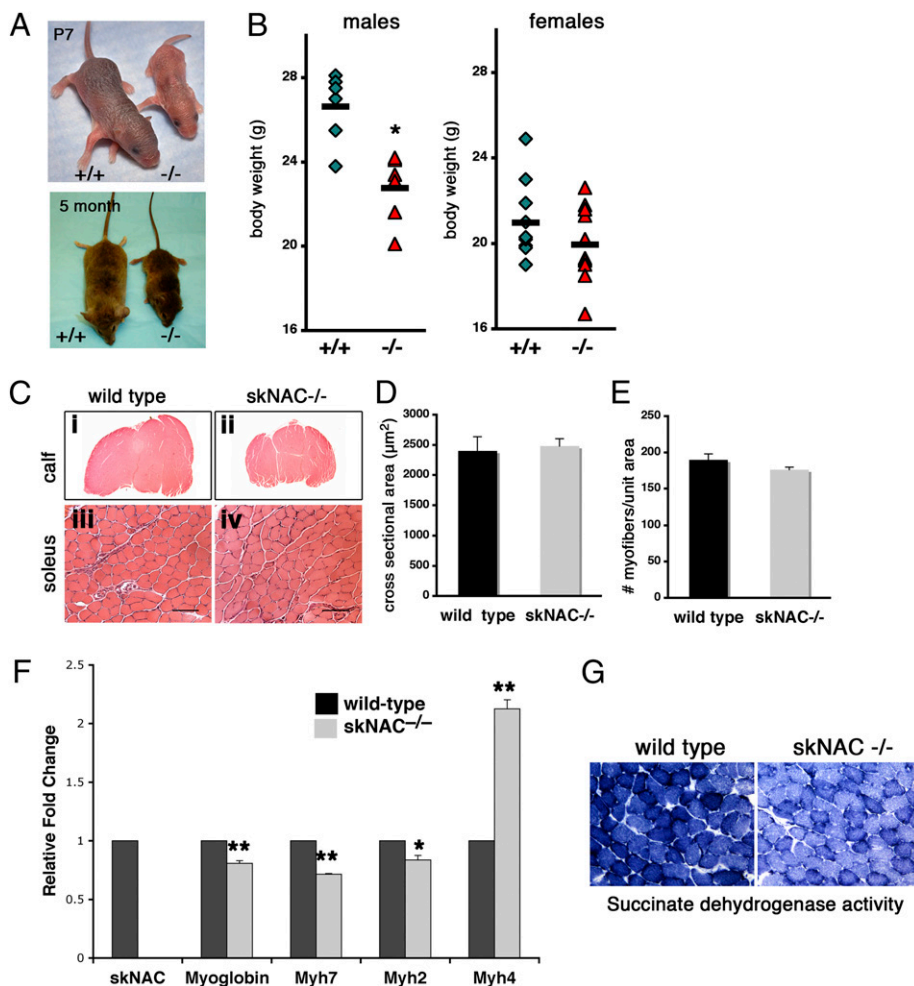 A
P7
+/+ -/-
5 month
+/+ -/-
B
males females
body weight (g)
28
24
20
16
+/+ -/-
*
body weight (g)
28
24
20
16
+/+ -/-
C
wild type skNAC-/-
calf
i ii
soleus
iii iv
D
cross sectional area (µm²)
3000
2500
2000
1500
1000
500
0
wild type skNAC-/-
E
# myofibers/unit area
250
200
150
100
50
0
wild type skNAC-/-
F
Relative Fold Change
2.5
2
1.5
1
0.5
0
wild-type
skNAC−/−
** ** * **
skNAC Myoglobin Myh7 Myh2 Myh4
G
wild type skNAC -/-
Succinate dehydrogenase activity